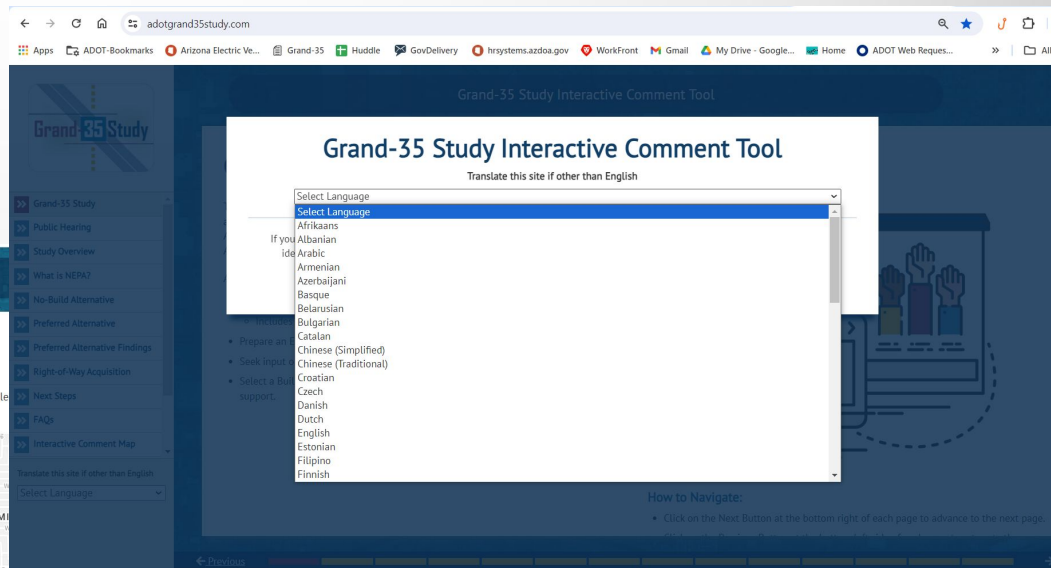 adotgrand35study.com
Apps
ADOT-Bookmarks
Arizona Electric Ve...
Grand-35
Huddle
GovDelivery
hrsystems.azdoa.gov
WorkFront
Gmail
My Drive - Google...
Home
ADOT Web Reques...
»
All
Grand-35 Study Interactive Comment Tool
Grand 35 Study
Grand-35 Study
Public Hearing
Study Overview
What is NEPA?
No-Build Alternative
Preferred Alternative
Preferred Alternative Findings
Right-of-Way Acquisition
Next Steps
FAQs
Interactive Comment Map
Translate this site if other than English
Select Language
Grand-35 Study Interactive Comment Tool
Translate this site if other than English
Select Language
Select Language
Afrikaans
If you Albanian
ide Arabic
Armenian
Azerbaijani
Basque
Belarusian
Bulgarian
Catalan
Chinese (Simplified)
Chinese (Traditional)
Croatian
Czech
Danish
Dutch
English
Estonian
Filipino
Finnish
Prepare an E
Seek input o
Select a Buil
support.
How to Navigate:
Click on the Next Button at the bottom right of each page to advance to the next page.
Previous